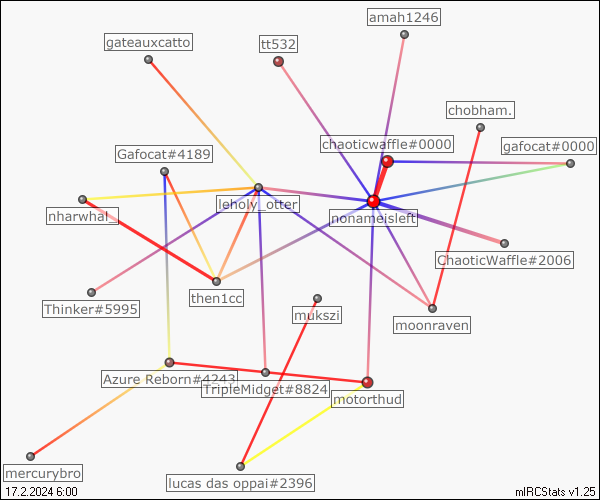 amah1246
gateauxcatto
tt532
chobham.
chaoticwaffle#0000
gafocat#0000
Gafocat#4189
leholy_otter
nharwhal_
nonameisleft
ChaoticWaffle#2006
then1cc
Thinker#5995
mukszi
moonraven
Azure Reborn#4243
TripleMidget#8824
motorthud
mercurybro
lucas das oppai#2396
17.2.2024 6:00
mIRCStats v1.25